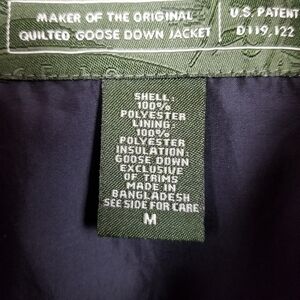 MAKER OF THE ORIGINAL
QUILTED GOOSE DOWN JACKET
U.S. PATENT
D119,122
SHELL:
100%
POLYESTER
LINING:
100%
POLYESTER
INSULATION:
GOOSE DOWN
EXCLUSIVE
OF TRIMS
MADE IN
BANGLADESH
SEE SIDE FOR CARE
M